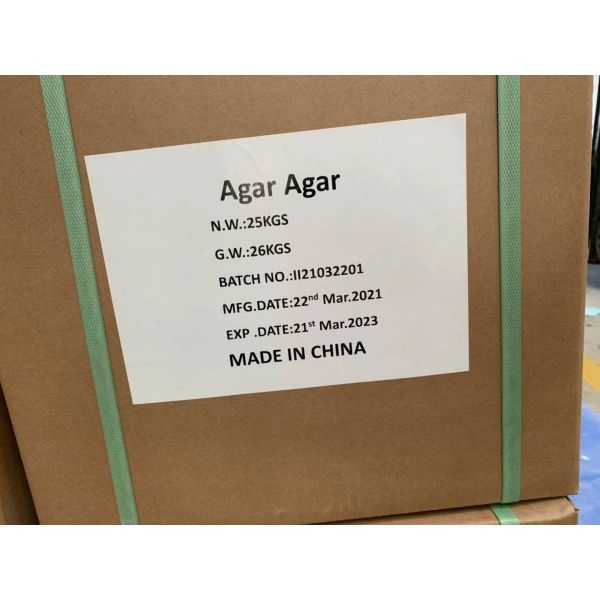 Agar Agar
N.W.:25KGS
G.W.:26KGS
BATCH NO.:II21032201
MFG.DATE:22nd Mar.2021
EXP .DATE:21st Mar.2023
MADE IN CHINA